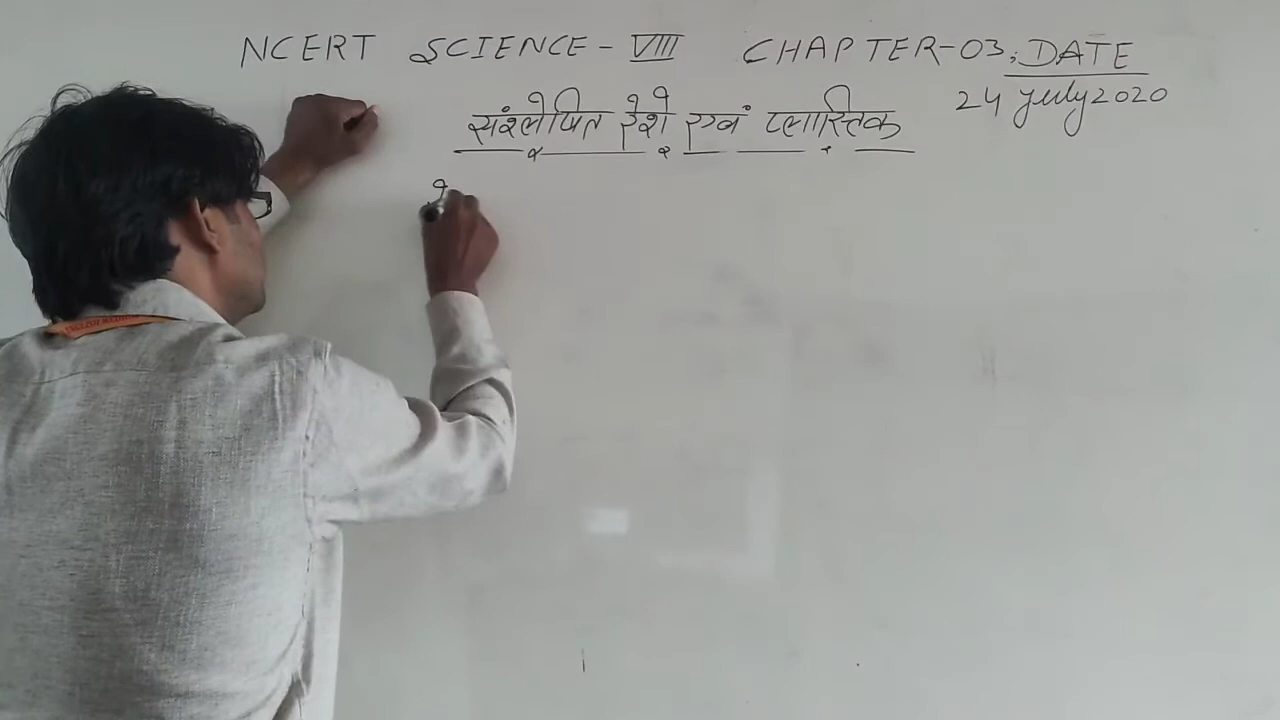 NCERT SCIENCE - VIII CHAPTER-03; DATE
24 July 2020
संश्लेषित रेशे एवं प्लास्तिक